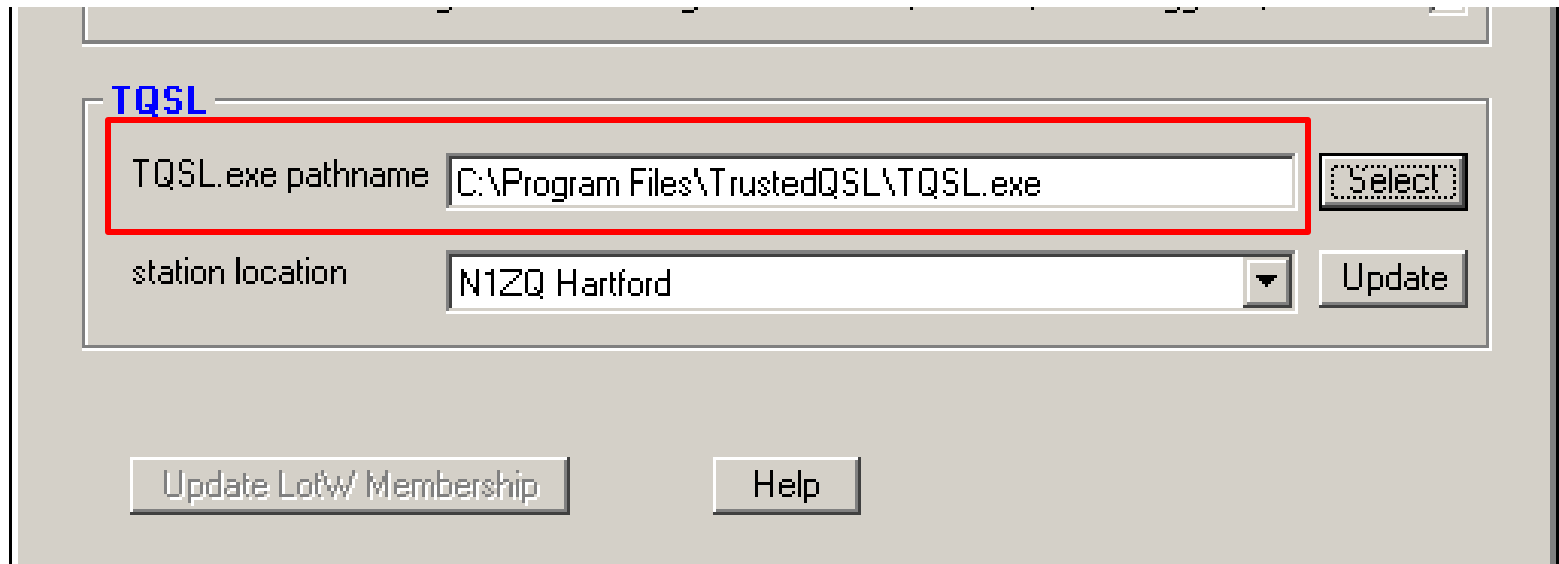 TQSL
TQSL.exe pathname C:\Program Files\TrustedQSL\TQSL.exe Select
station location N1ZQ Hartford Update
Update LotW Membership Help